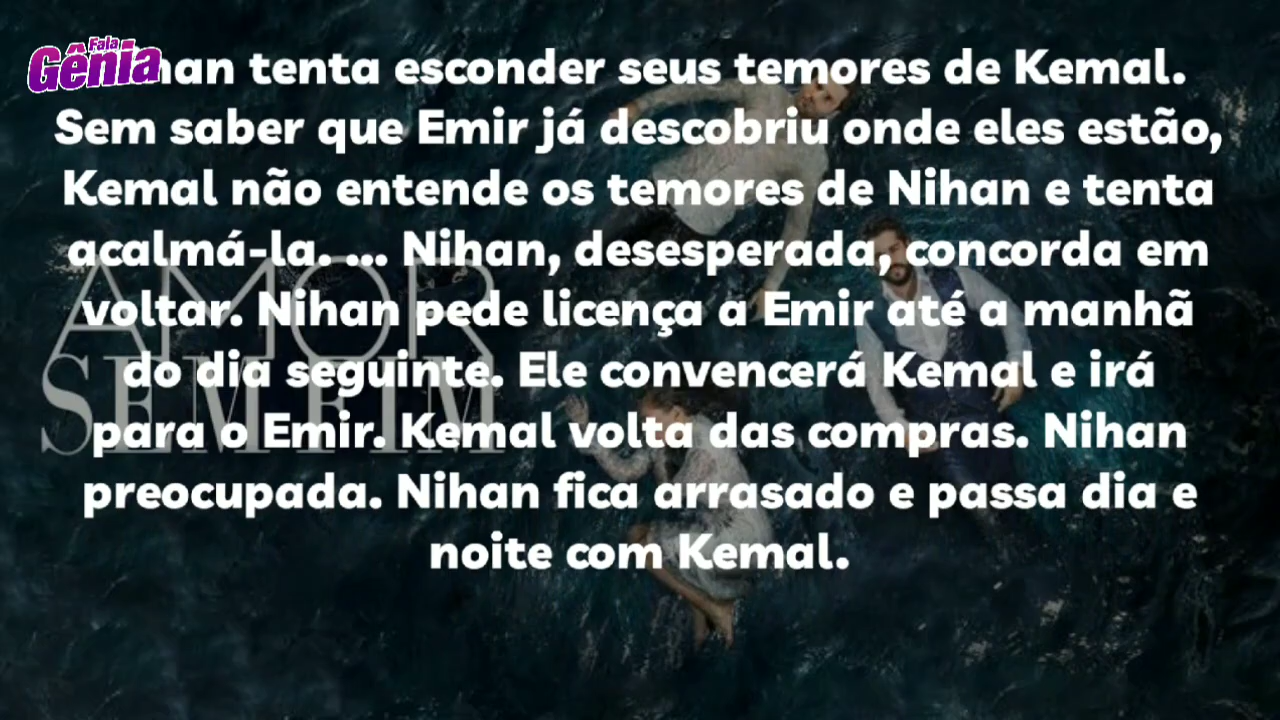 Fala
Gênia
han tenta esconder seus temores de Kemal.
Sem saber que Emir já descobriu onde eles estão,
Kemal não entende os temores de Nihan e tenta
acalmá-la. ... Nihan, desesperada, concorda em
voltar. Nihan pede licença a Emir até a manhã
do dia seguinte. Ele convencerá Kemal e irá
para o Emir. Kemal volta das compras. Nihan
preocupada. Nihan fica arrasado e passa dia e
noite com Kemal.
AMOR
SEM FIM